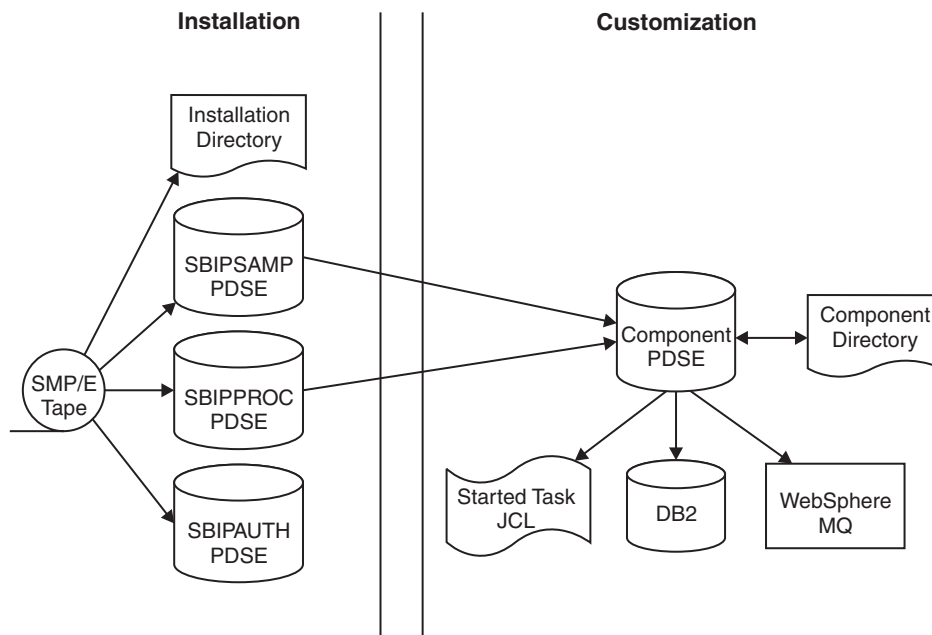 Installation
Customization
Installation
Directory
SBIPSAMP
PDSE
SMP/E
Tape
SBIPPROC
PDSE
SBIPAUTH
PDSE
Component
PDSE
Component
Directory
Started Task
JCL
DB2
WebSphere
MQ